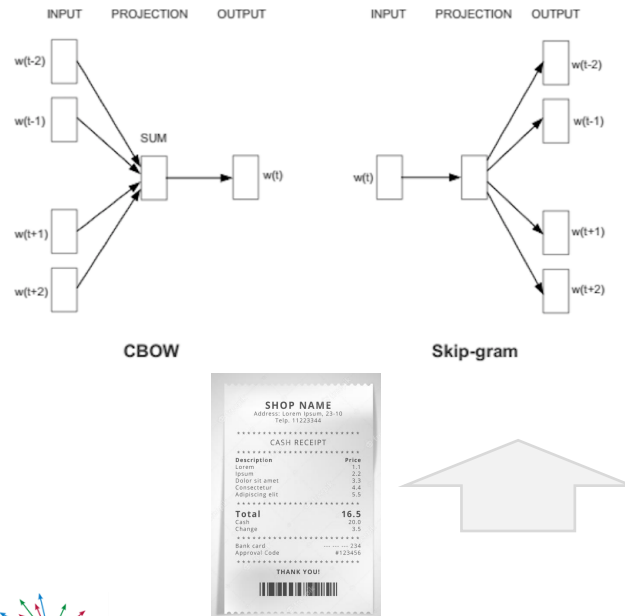 INPUT PROJECTION OUTPUT
w(t-2)
w(t-1)
SUM
w(t)
w(t+1)
w(t+2)
CBOW
INPUT PROJECTION OUTPUT
w(t-2)
w(t-1)
w(t)
w(t+1)
w(t+2)
Skip-gram
SHOP NAME
Address: Lorem Ipsum, 23-10
Telp. 11223344
CASH RECEIPT
Description Price
Lorem 1.1
Ipsum 2.2
Dolor sit amet 3.3
Consectetur 4.4
Adipiscing elit 5.5
Total 16.5
Cash 20.0
Change 3.5
Bank card --- --- --- 234
Approval Code #123456
THANK YOU!